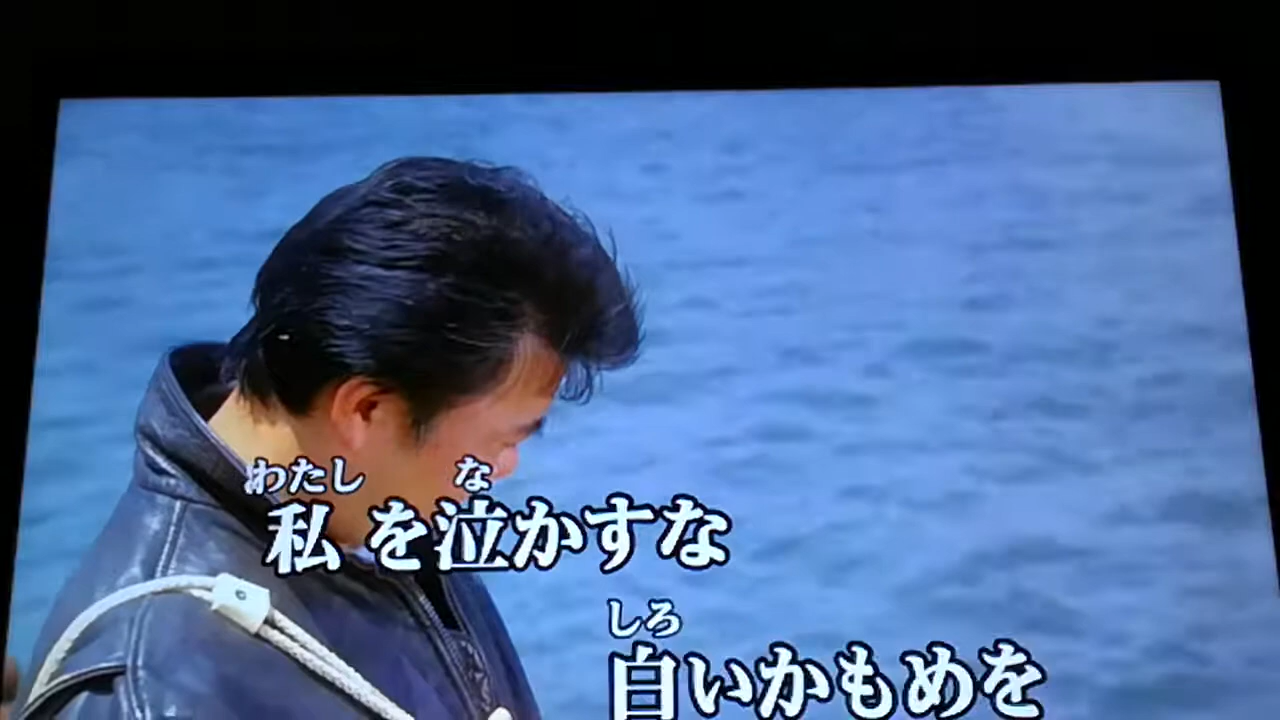 わたし な
私を泣かすな
しろ
白いかもめを